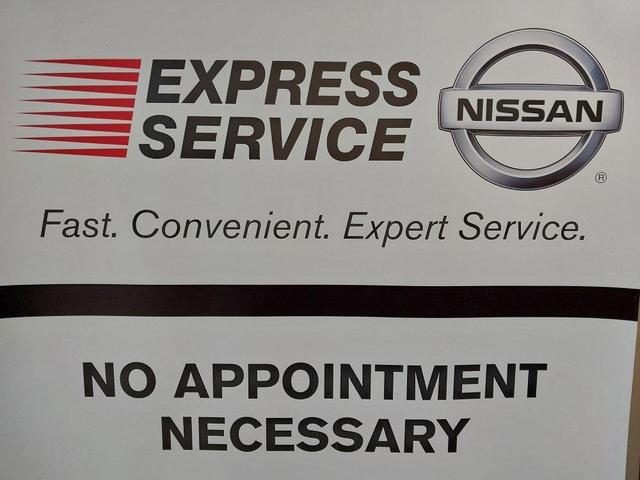 EXPRESS
SERVICE
NISSAN
®
Fast. Convenient. Expert Service.
NO APPOINTMENT
NECESSARY